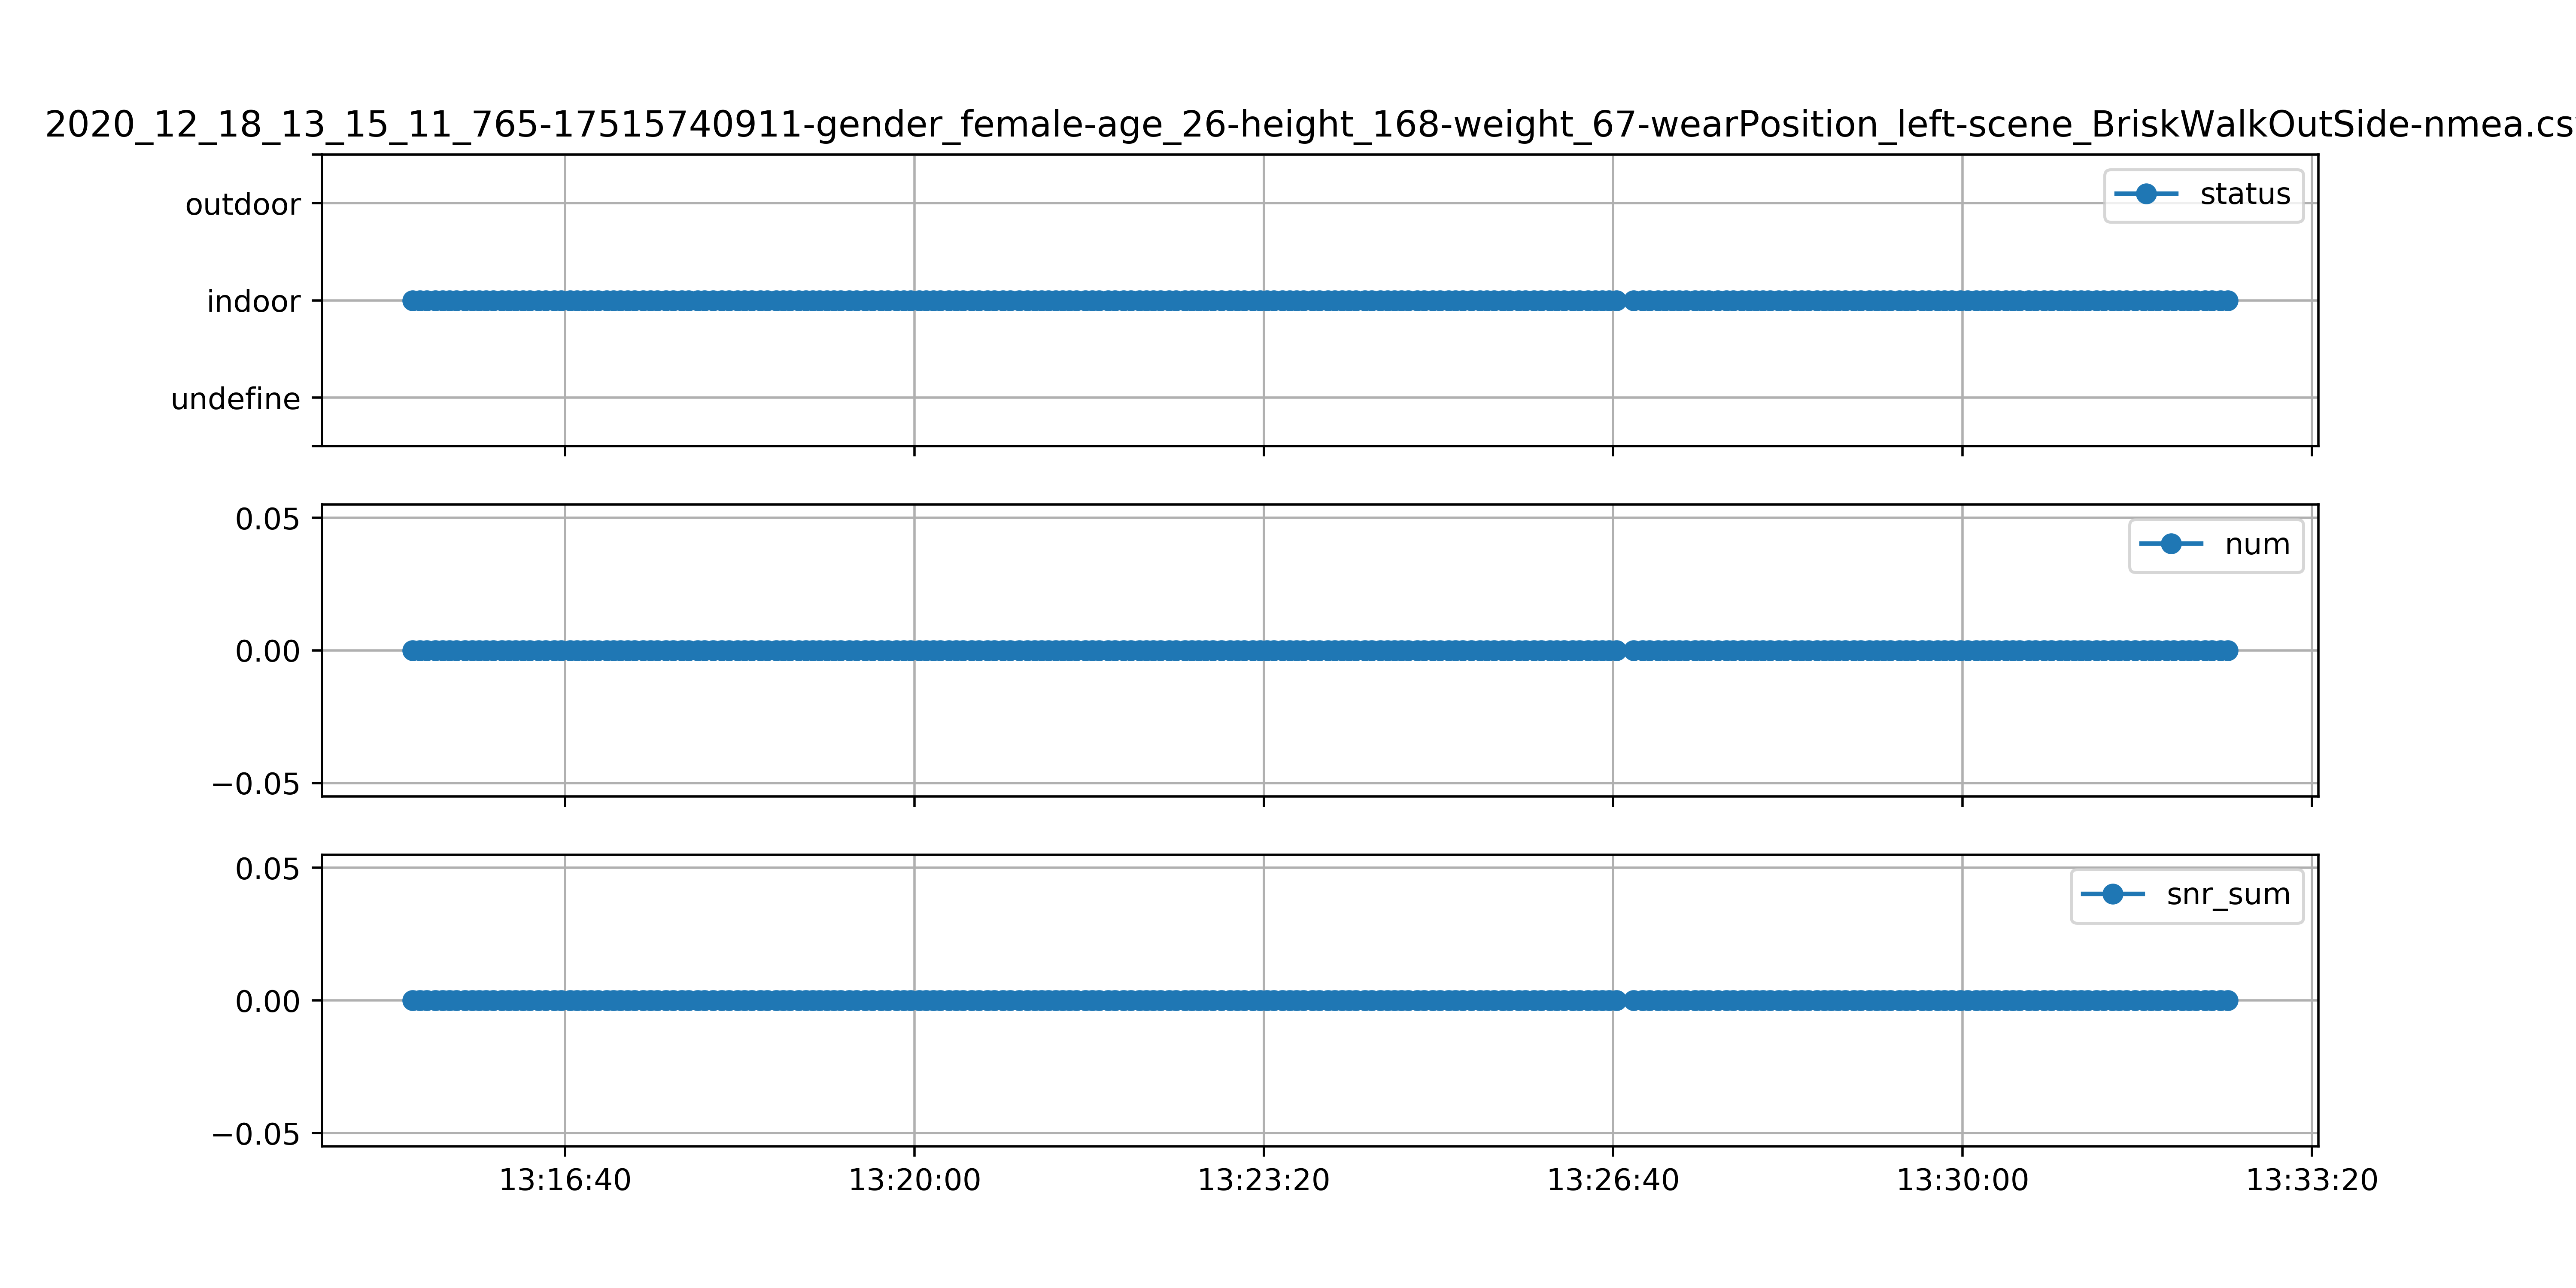 2020_12_18_13_15_11_765-17515740911-gender_female-age_26-height_168-weight_67-wearPosition_left-scene_BriskWalkOutSide-nmea.cs
outdoor
status
indoor
undefine
0.05
num
0.00
−0.05
0.05
snr_sum
0.00
−0.05
13:16:40 13:20:00 13:23:20 13:26:40 13:30:00 13:33:20